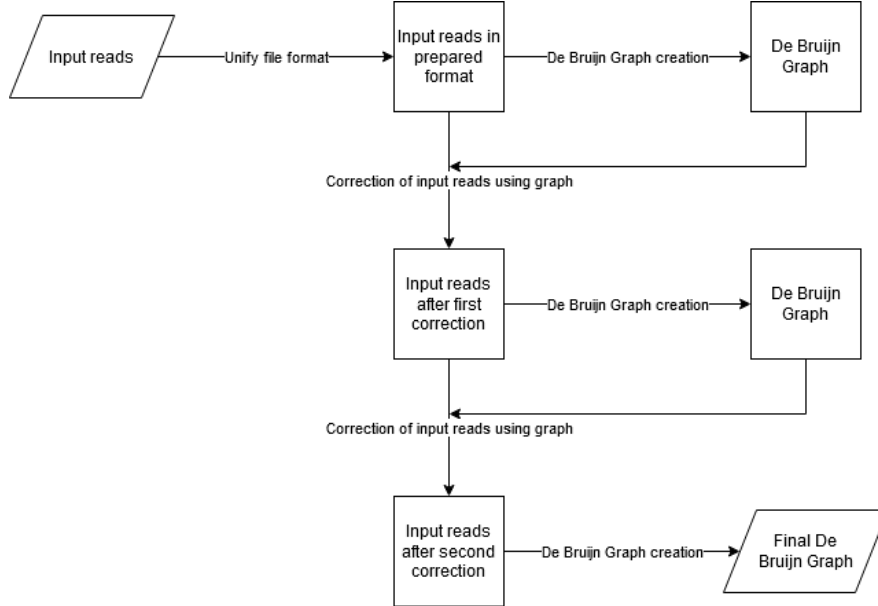 Input reads
Unify file format
Input reads in
prepared
format
De Bruijn Graph creation
De Bruijn
Graph
Correction of input reads using graph
Input reads
after first
correction
De Bruijn Graph creation
De Bruijn
Graph
Correction of input reads using graph
Input reads
after second
correction
De Bruijn Graph creation
Final De
Bruijn Graph